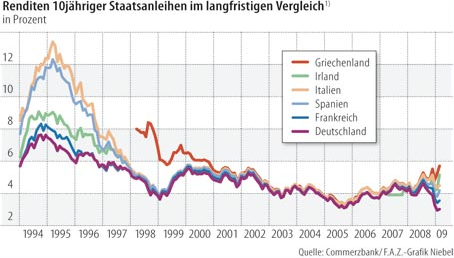 Renditen 10jähriger Staatsanleihen im langfristigen Vergleich¹⁾
in Prozent
12
10
8
6
4
2
Griechenland
Irland
Italien
Spanien
Frankreich
Deutschland
1994 1995 1996 1997 1998 1999 2000 2001 2002 2003 2004 2005 2006 2007 2008 09
Quelle: Commerzbank/ F.A.Z.-Grafik Niebel